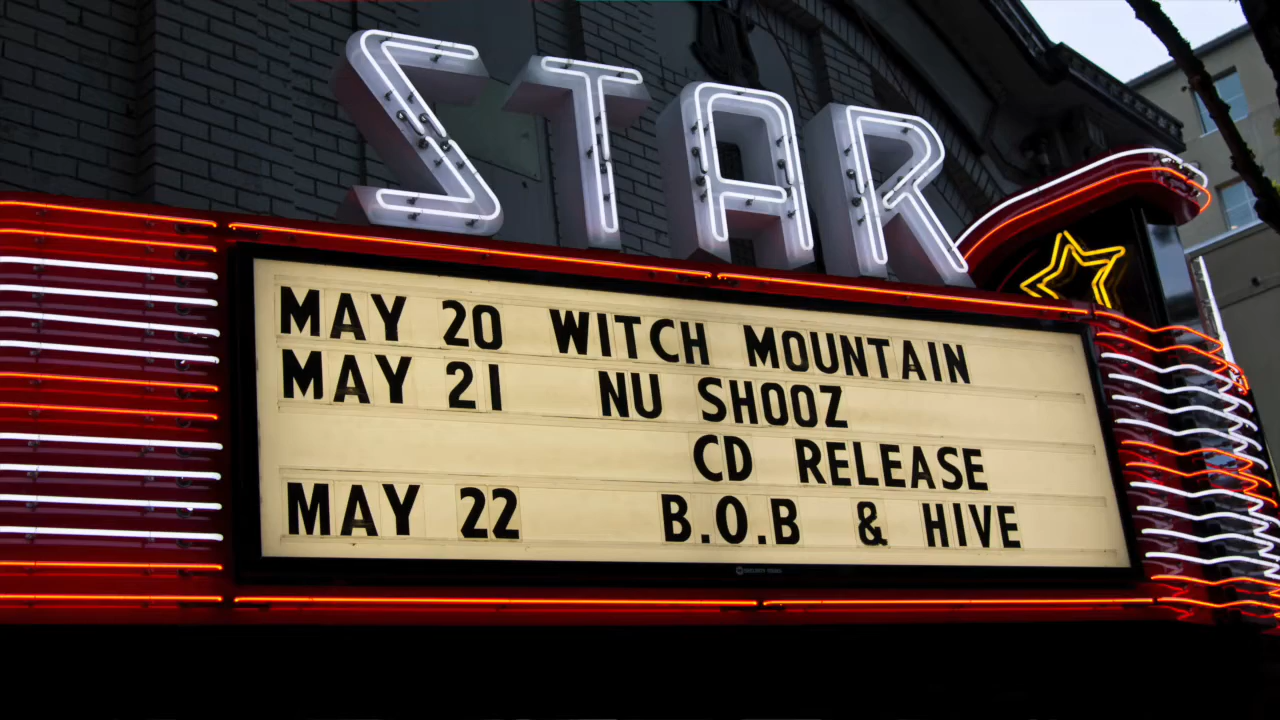 STAR
MAY 20 WITCH MOUNTAIN
MAY 21 NU SHOOZ
CD RELEASE
MAY 22 B.O.B & HIVE